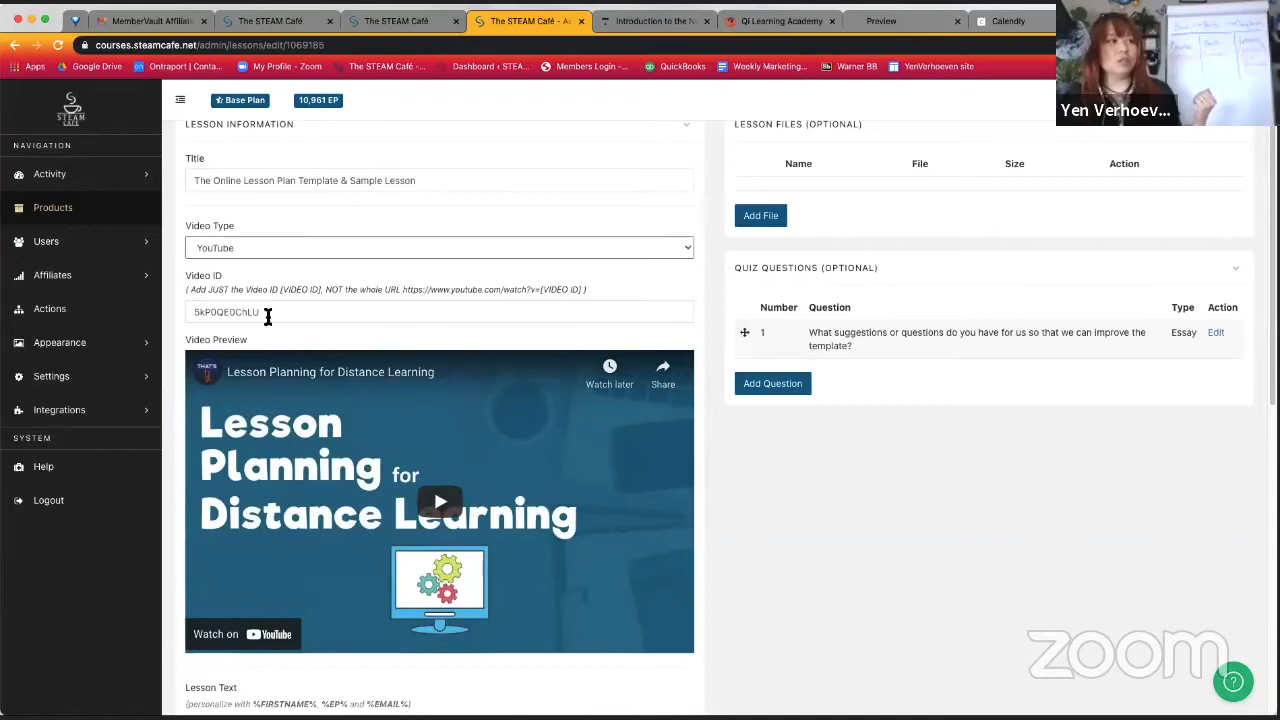 MemberVault Affiliate
The STEAM Café
The STEAM Café
The STEAM Café - Ac
Introduction to the N
Qi Learning Academy
Preview
Calendly
courses.steamcafe.net/admin/lessons/edit/1069185
Apps
Google Drive
Ontraport | Conta...
My Profile - Zoom
The STEAM Café -...
Dashboard ‹ STEA...
Members Login -...
QuickBooks
Weekly Marketing...
Warner BB
YenVerhoeven site
Yen Verhoev...
STEAM
CAFÉ
NAVIGATION
Activity
Products
Users
Affiliates
Actions
Appearance
Settings
Integrations
SYSTEM
Help
Logout
Base Plan
10,961 EP
LESSON INFORMATION
Title
The Online Lesson Plan Template & Sample Lesson
Video Type
YouTube
Video ID
( Add JUST the Video ID [VIDEO ID], NOT the whole URL https://www.youtube.com/watch?v=[VIDEO ID] )
5kP0QE0ChLU
Video Preview
THAT'S
Lesson Planning for Distance Learning
Watch later
Share
Lesson
Planning for
Distance Learning
Watch on YouTube
Lesson Text
(personalize with %FIRSTNAME%, %EP% and %EMAIL%)
LESSON FILES (OPTIONAL)
Name File Size Action
Add File
QUIZ QUESTIONS (OPTIONAL)
Number Question Type Action
1 What suggestions or questions do you have for us so that we can improve the Essay Edit
template?
Add Question
zoom